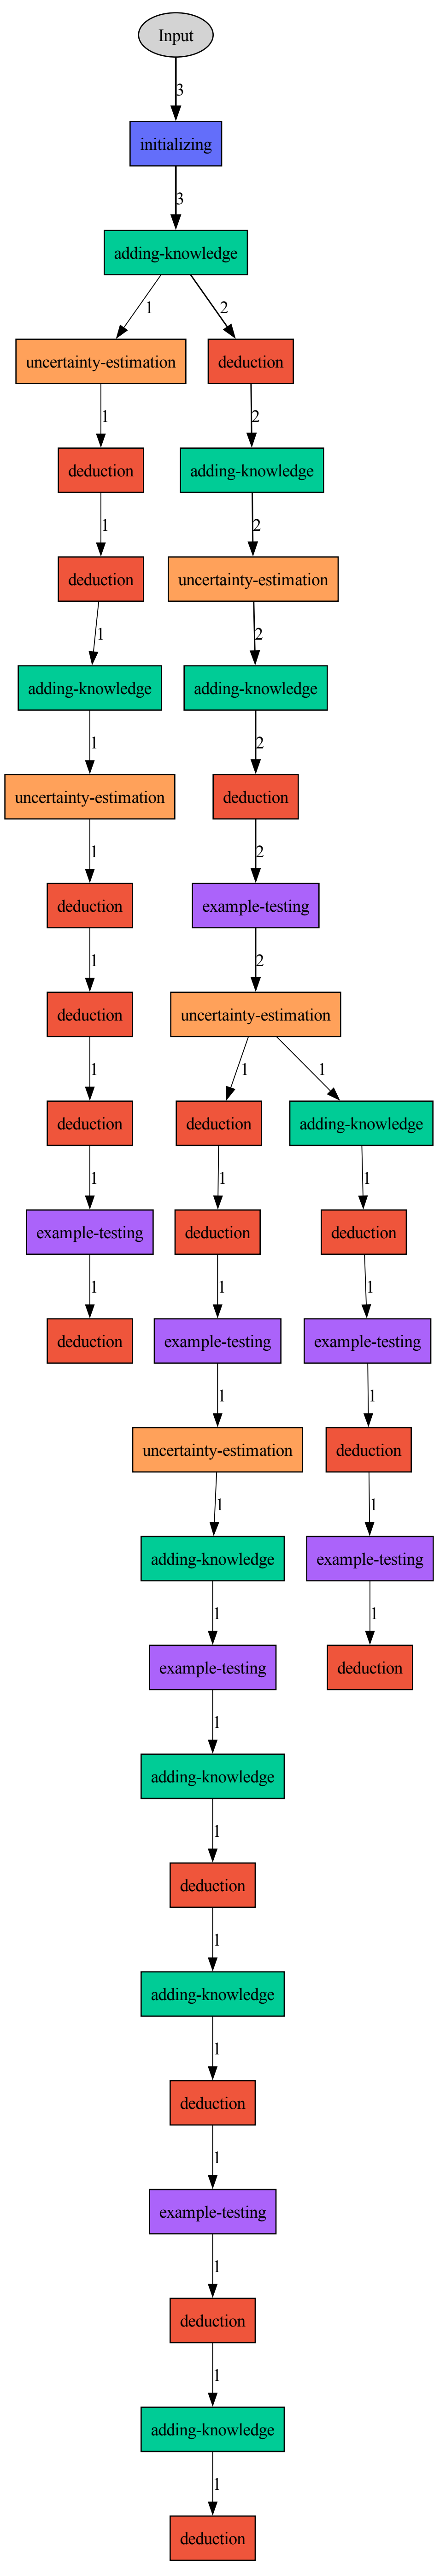 Input
3
initializing
3
adding-knowledge
1
2
uncertainty-estimation
deduction
1
2
deduction
adding-knowledge
1
2
deduction
uncertainty-estimation
1
2
adding-knowledge
adding-knowledge
1
2
uncertainty-estimation
deduction
1
2
deduction
example-testing
1
2
deduction
uncertainty-estimation
1
1
1
deduction
deduction
adding-knowledge
1
1
1
example-testing
deduction
deduction
1
1
1
deduction
example-testing
example-testing
1
1
uncertainty-estimation
deduction
1
1
adding-knowledge
example-testing
1
1
example-testing
deduction
1
adding-knowledge
1
deduction
1
adding-knowledge
1
deduction
1
example-testing
1
deduction
1
adding-knowledge
1
deduction